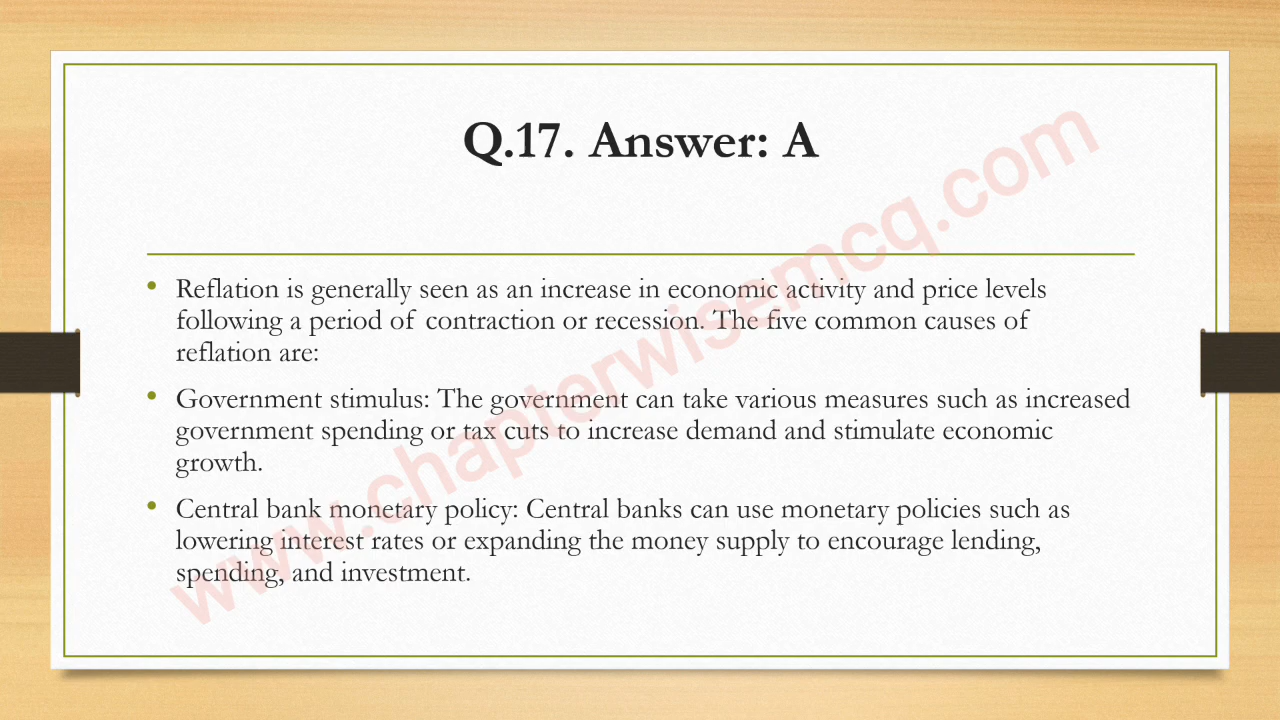 Q.17. Answer: A
• Reflation is generally seen as an increase in economic activity and price levels
following a period of contraction or recession. The five common causes of
reflation are:
• Government stimulus: The government can take various measures such as increased
government spending or tax cuts to increase demand and stimulate economic
growth.
• Central bank monetary policy: Central banks can use monetary policies such as
lowering interest rates or expanding the money supply to encourage lending,
spending, and investment.
www.chapterwisemcq.com